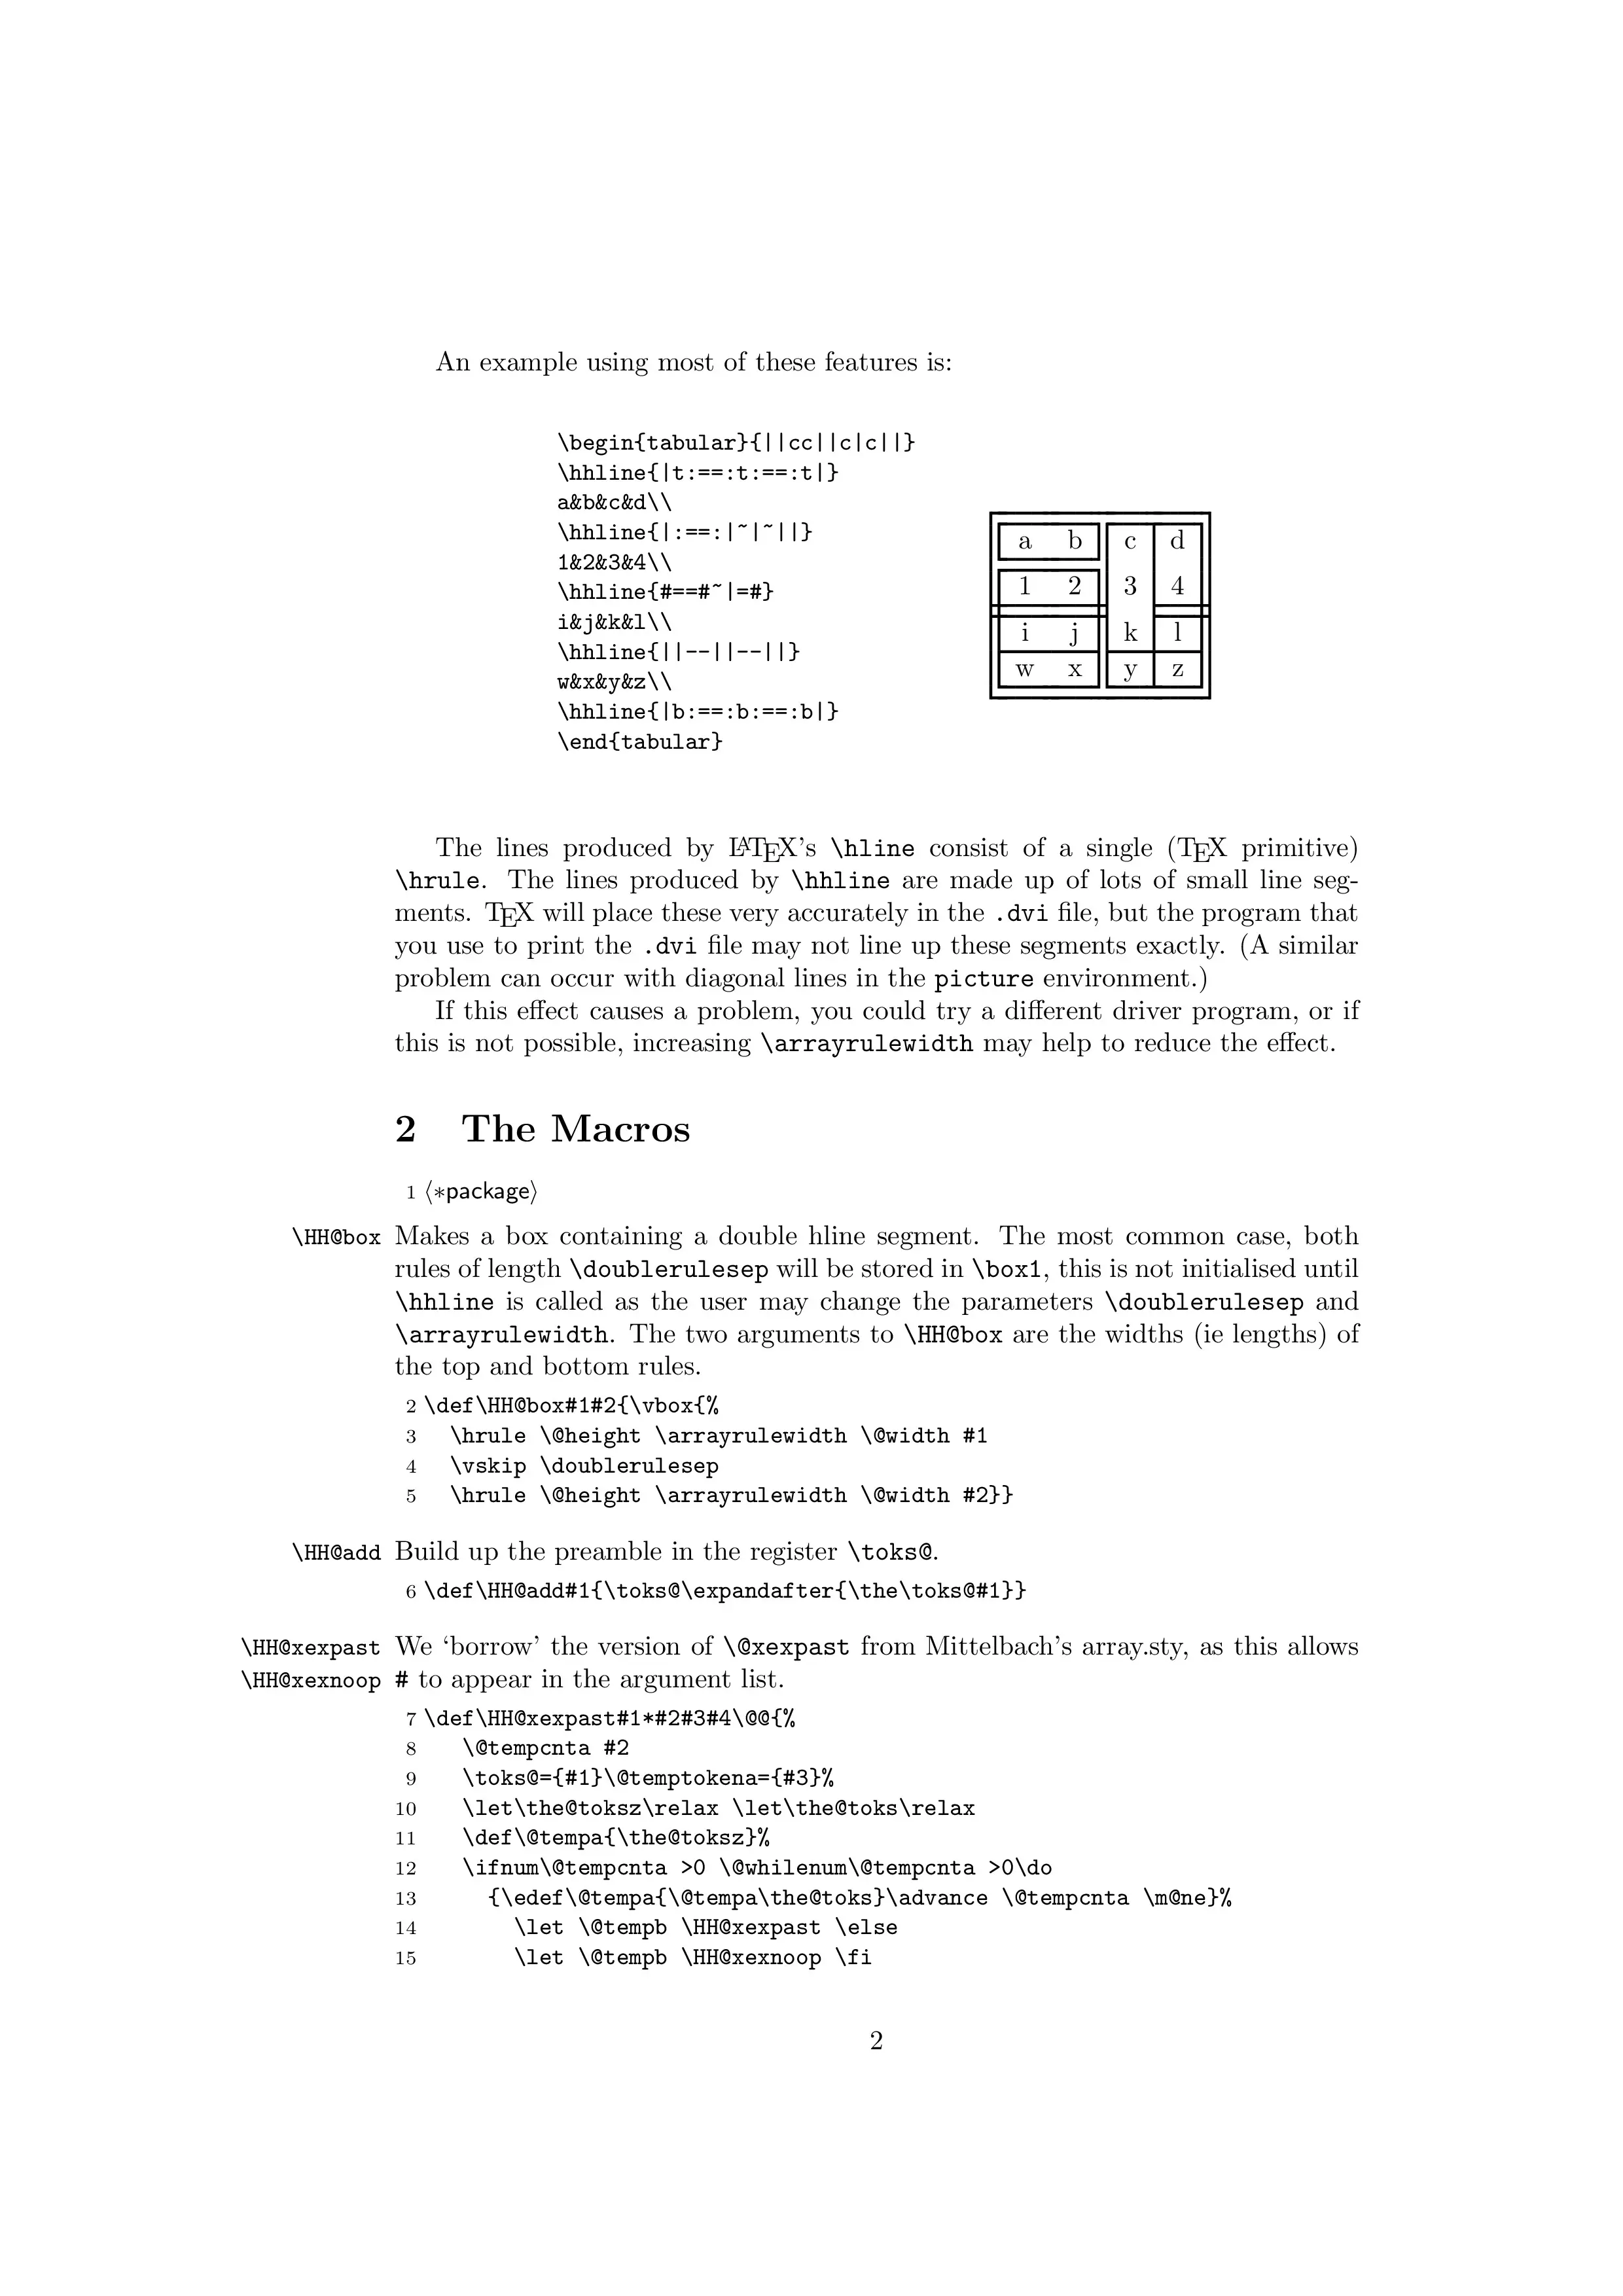 An example using most of these features is:
\begin{tabular}{||cc||c|c||}
\hhline{|t:==:t:==:t|}
a&b&c&d\\
\hhline{|:==:|~|~||}
1&2&3&4\\
\hhline{#==#~|=#}
i&j&k&l\\
\hhline{||--||--||}
w&x&y&z\\
\hhline{|b:==:b:==:b|}
\end{tabular}
a b c d
1 2 3 4
i j k l
w x y z
The lines produced by LATEX's \hline consist of a single (TEX primitive)
\hrule. The lines produced by \hhline are made up of lots of small line seg-
ments. TEX will place these very accurately in the .dvi file, but the program that
you use to print the .dvi file may not line up these segments exactly. (A similar
problem can occur with diagonal lines in the picture environment.)
If this effect causes a problem, you could try a different driver program, or if
this is not possible, increasing \arrayrulewidth may help to reduce the effect.
2 The Macros
1 ⟨*package⟩
\HH@box Makes a box containing a double hline segment. The most common case, both
rules of length \doublerulesep will be stored in \box1, this is not initialised until
\hhline is called as the user may change the parameters \doublerulesep and
\arrayrulewidth. The two arguments to \HH@box are the widths (ie lengths) of
the top and bottom rules.
2 \def\HH@box#1#2{\vbox{%
3 \hrule \@height \arrayrulewidth \@width #1
4 \vskip \doublerulesep
5 \hrule \@height \arrayrulewidth \@width #2}}
\HH@add Build up the preamble in the register \toks@.
6 \def\HH@add#1{\toks@\expandafter{\the\toks@#1}}
\HH@xexpast We ‘borrow’ the version of \@xexpast from Mittelbach's array.sty, as this allows
\HH@xexnoop # to appear in the argument list.
7 \def\HH@xexpast#1*#2#3#4\@@{%
8 \@tempcnta #2
9 \toks@={#1}\@temptokena={#3}%
10 \let\the@toksz\relax \let\the@toks\relax
11 \def\@tempa{\the@toksz}%
12 \ifnum\@tempcnta >0 \@whilenum\@tempcnta >0\do
13 {\edef\@tempa{\@tempa\the@toks}\advance \@tempcnta \m@ne}%
14 \let \@tempb \HH@xexpast \else
15 \let \@tempb \HH@xexnoop \fi
2